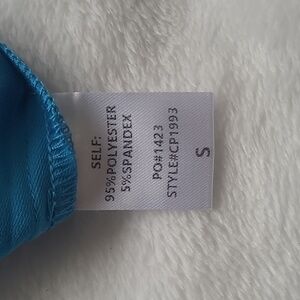 SELF:
95%POLYESTER
5%SPANDEX
PO#1423
STYLE#CP1993
S